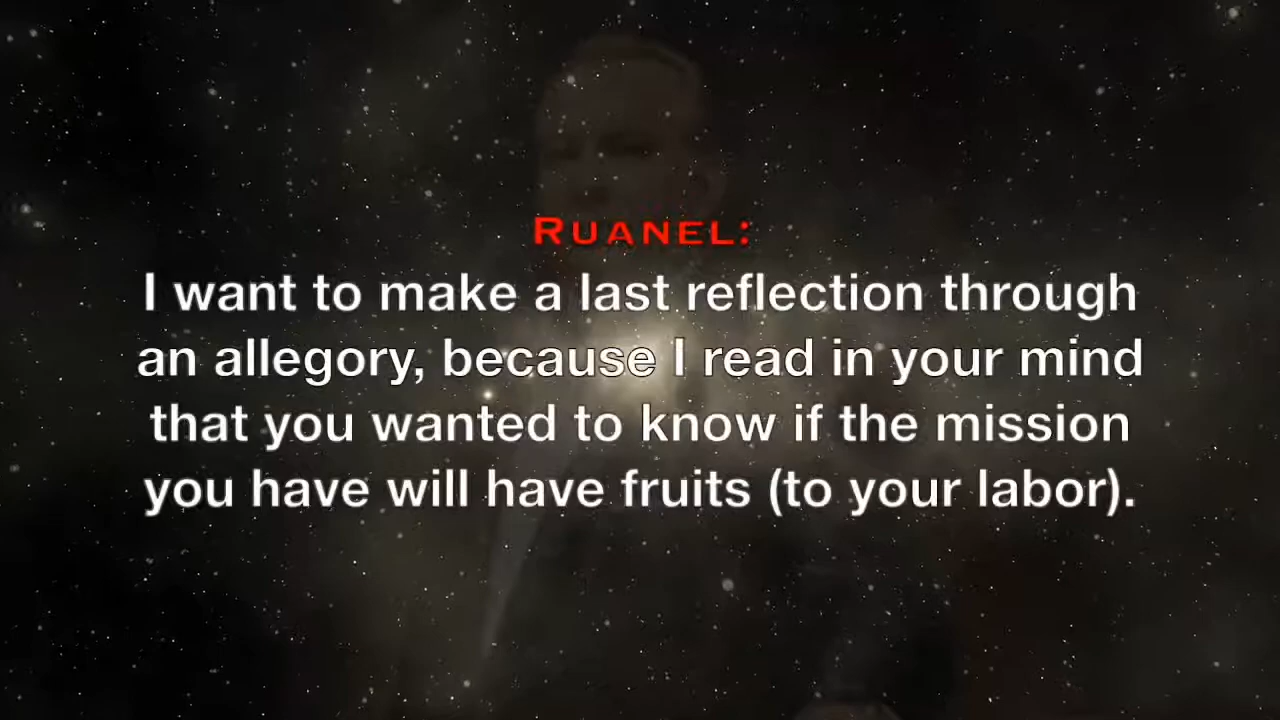 RUANEL:
I want to make a last reflection through
an allegory, because I read in your mind
that you wanted to know if the mission
you have will have fruits (to your labor).